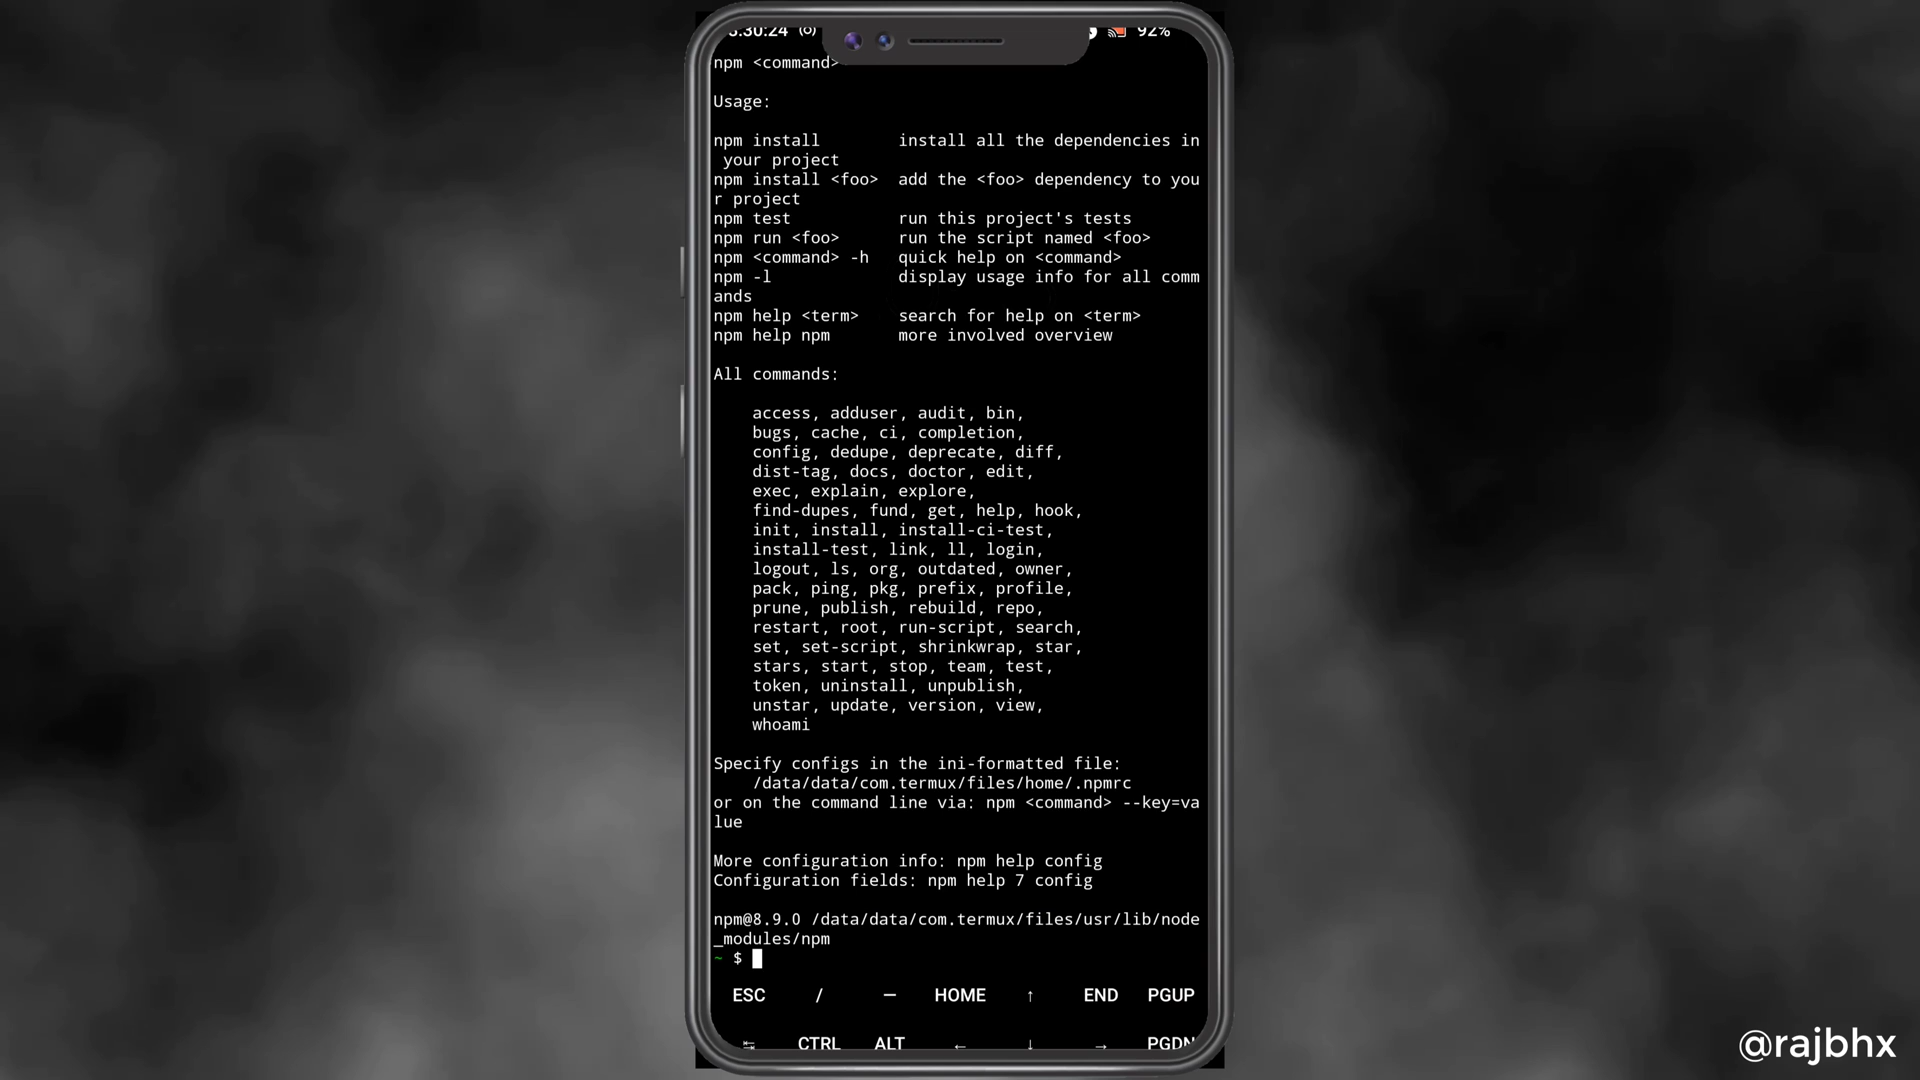 3:30:24 92%
npm <command>
Usage:
npm install        install all the dependencies in
 your project
npm install <foo>  add the <foo> dependency to you
r project
npm test           run this project's tests
npm run <foo>      run the script named <foo>
npm <command> -h   quick help on <command>
npm -l             display usage info for all comm
ands
npm help <term>    search for help on <term>
npm help npm       more involved overview
All commands:
access, adduser, audit, bin,
bugs, cache, ci, completion,
config, dedupe, deprecate, diff,
dist-tag, docs, doctor, edit,
exec, explain, explore,
find-dupes, fund, get, help, hook,
init, install, install-ci-test,
install-test, link, ll, login,
logout, ls, org, outdated, owner,
pack, ping, pkg, prefix, profile,
prune, publish, rebuild, repo,
restart, root, run-script, search,
set, set-script, shrinkwrap, star,
stars, start, stop, team, test,
token, uninstall, unpublish,
unstar, update, version, view,
whoami
Specify configs in the ini-formatted file:
/data/data/com.termux/files/home/.npmrc
or on the command line via: npm <command> --key=va
lue
More configuration info: npm help config
Configuration fields: npm help 7 config
npm@8.9.0 /data/data/com.termux/files/usr/lib/node
_modules/npm
~ $
ESC / — HOME ↑ END PGUP
↹ CTRL ALT ← ↓ → PGDN
@rajbhx